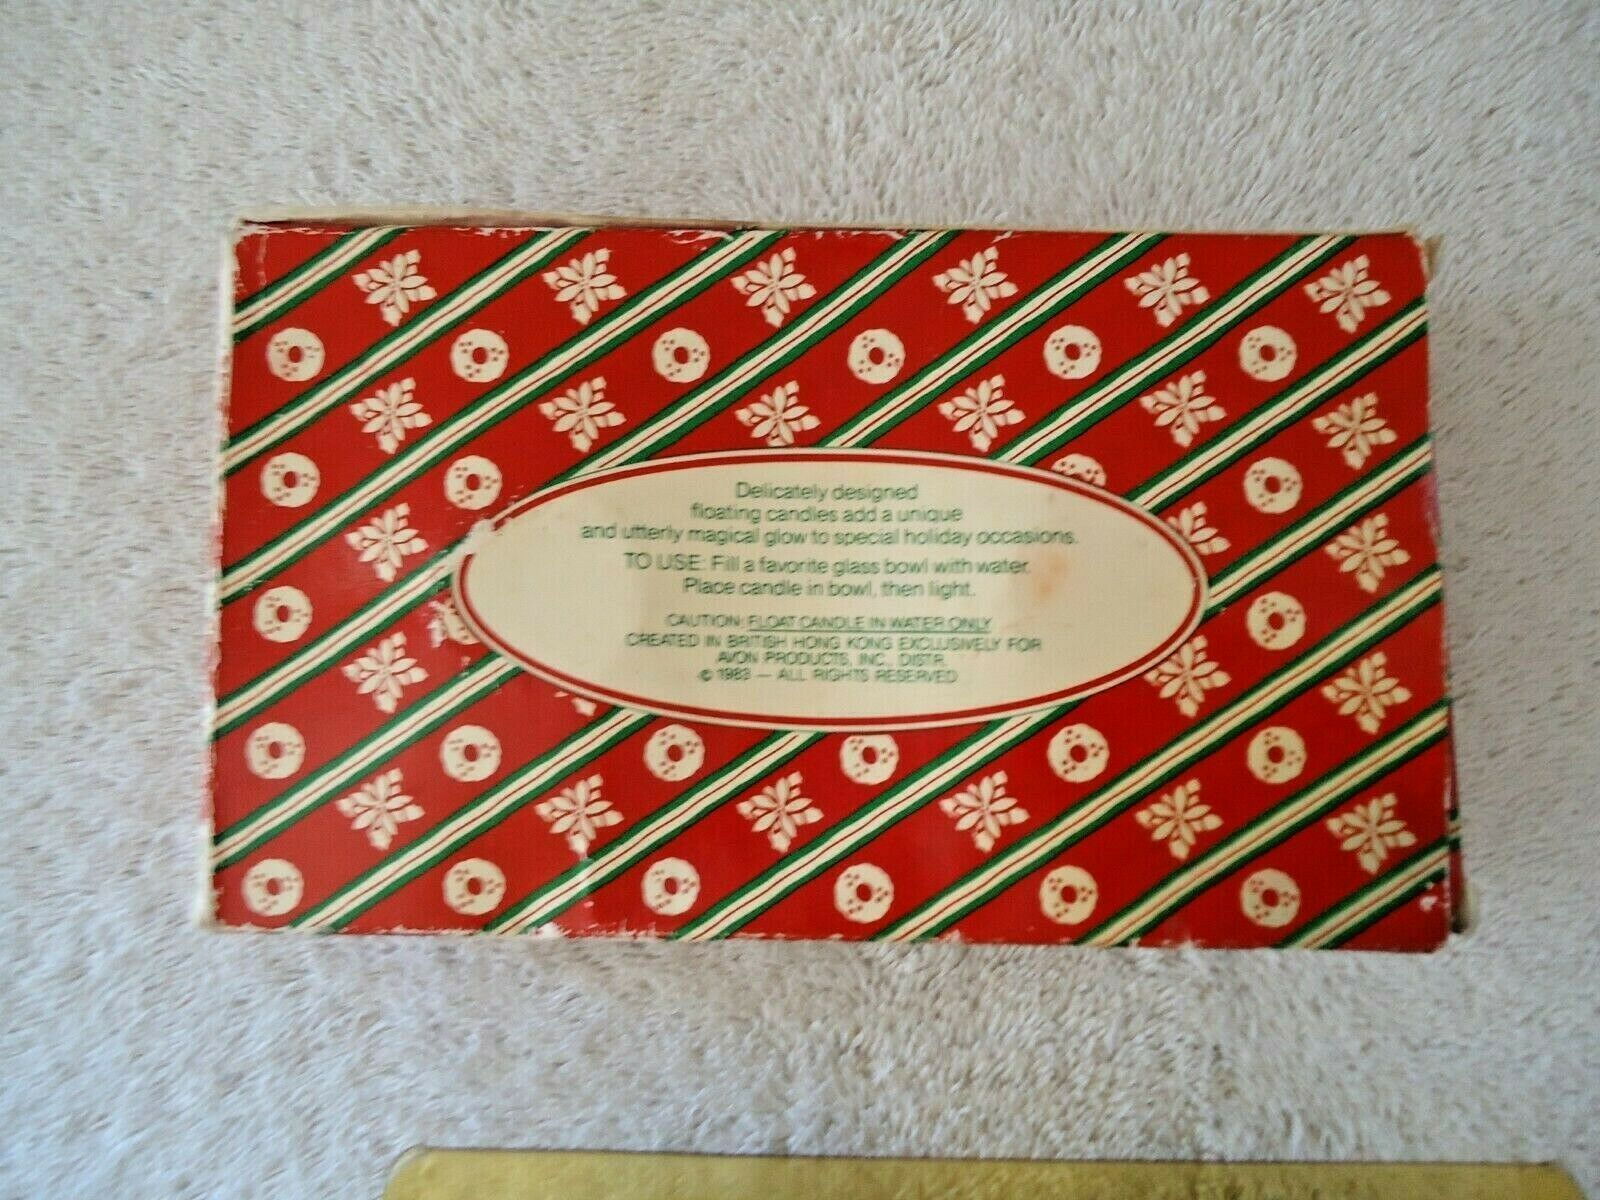 Delicately designed
floating candles add a unique
and utterly magical glow to special holiday occasions.
TO USE: Fill a favorite glass bowl with water.
Place candle in bowl, then light.
CAUTION: FLOAT CANDLE IN WATER ONLY
CREATED IN BRITISH HONG KONG EXCLUSIVELY FOR
AVON PRODUCTS, INC., DISTR.
© 1983 — ALL RIGHTS RESERVED